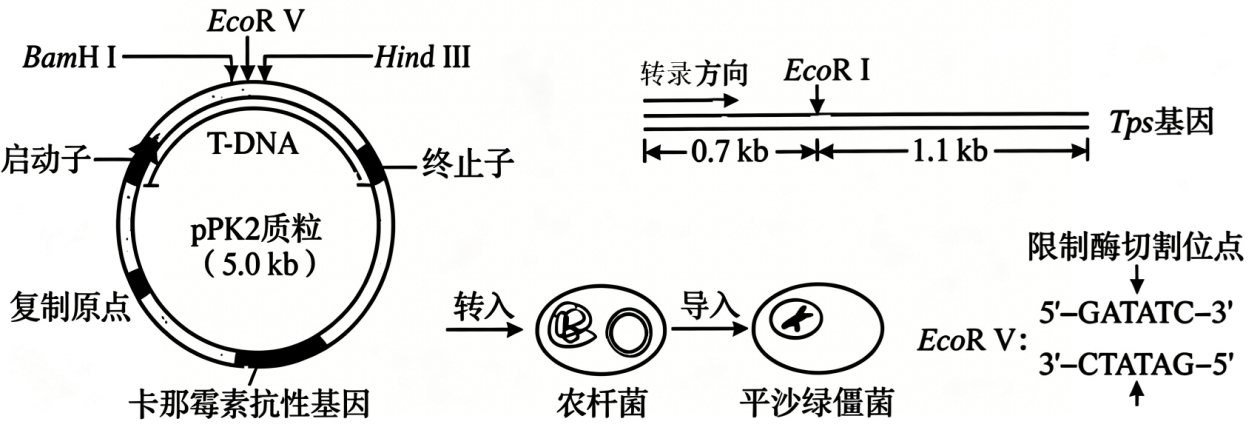 EcoR V
BamH I
Hind III
T-DNA
启动子
终止子
pPK2质粒
（5.0 kb）
复制原点
卡那霉素抗性基因
转录方向
EcoR I
Tps基因
0.7 kb
1.1 kb
转入
导入
农杆菌
平沙绿僵菌
限制酶切割位点
EcoR V:
5'-GATATC-3'
3'-CTATAG-5'